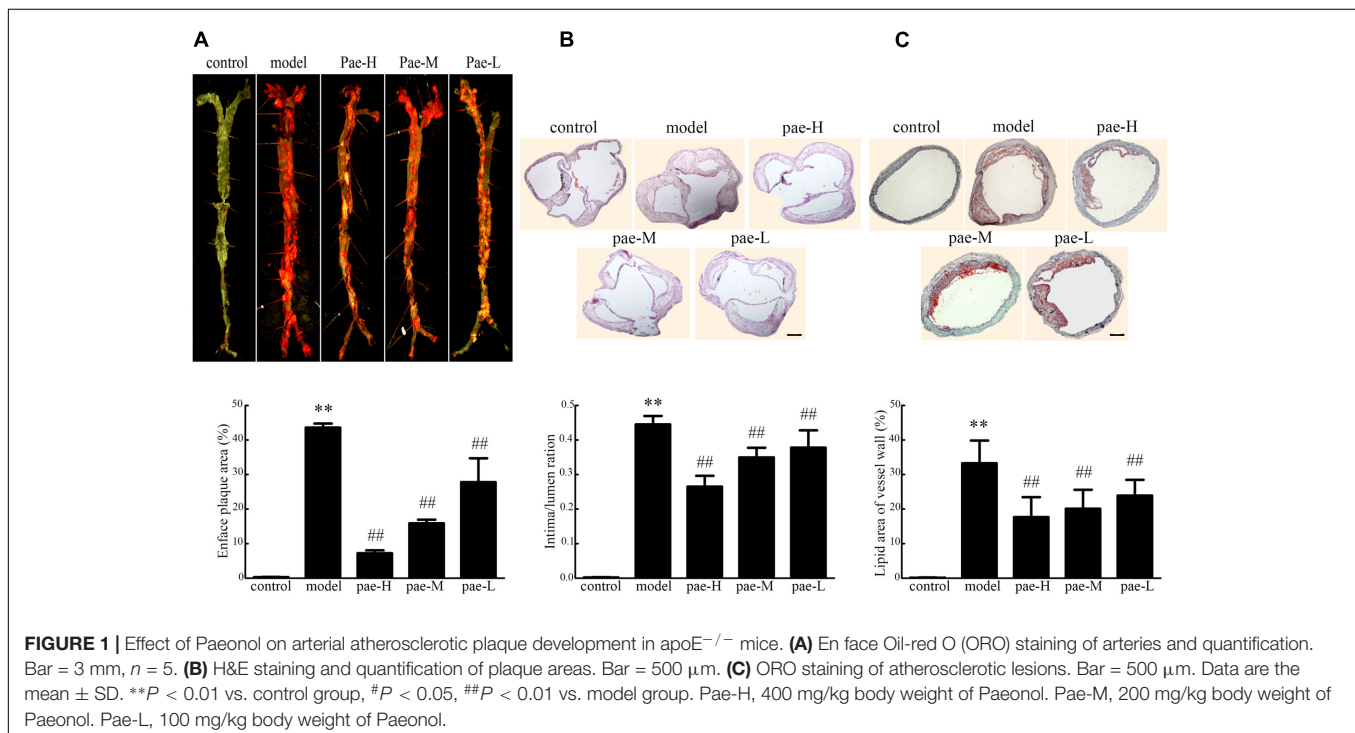 A
B
C
control model Pae-H Pae-M Pae-L
control model pae-H
pae-M pae-L
control model pae-H
pae-M pae-L
Enface plaque area (%)
50
40
30
20
10
0
**
##
##
##
control model pae-H pae-M pae-L
Intima/lumen ration
0.5
0.4
0.3
0.2
0.1
0.0
**
##
##
##
control model pae-H pae-M pae-L
Lipid area of vessel wall (%)
50
40
30
20
10
0
**
##
##
##
control model pae-H pae-M pae-L
FIGURE 1 | Effect of Paeonol on arterial atherosclerotic plaque development in apoE−/− mice. (A) En face Oil-red O (ORO) staining of arteries and quantification.
Bar = 3 mm, n = 5. (B) H&E staining and quantification of plaque areas. Bar = 500 μm. (C) ORO staining of atherosclerotic lesions. Bar = 500 μm. Data are the
mean ± SD. **P < 0.01 vs. control group, #P < 0.05, ##P < 0.01 vs. model group. Pae-H, 400 mg/kg body weight of Paeonol. Pae-M, 200 mg/kg body weight of
Paeonol. Pae-L, 100 mg/kg body weight of Paeonol.